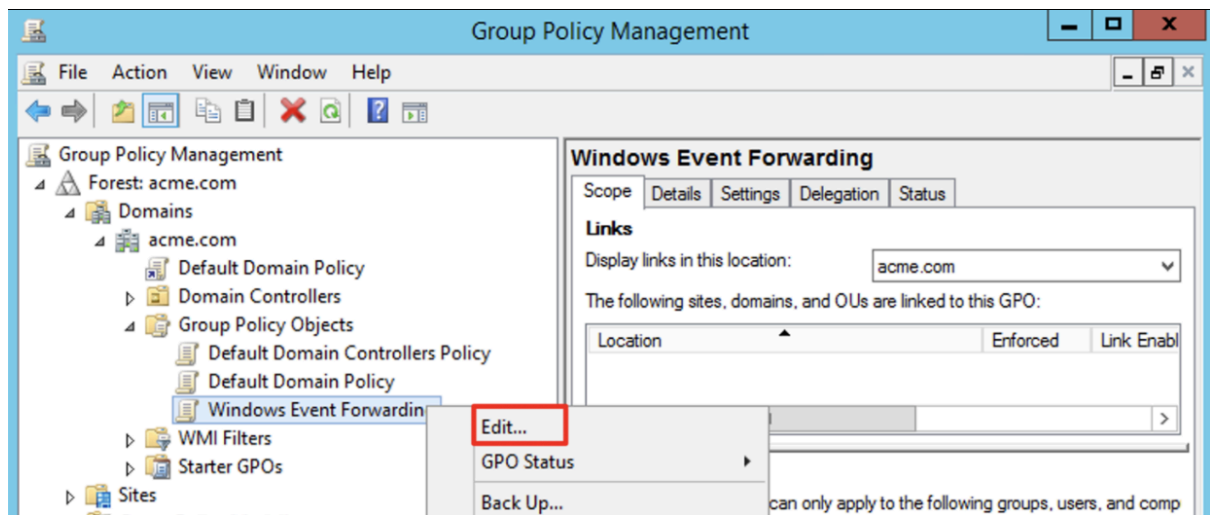 Group Policy Management
File Action View Window Help
Group Policy Management
Forest: acme.com
Domains
acme.com
Default Domain Policy
Domain Controllers
Group Policy Objects
Default Domain Controllers Policy
Default Domain Policy
Windows Event Forwardin
WMI Filters
Starter GPOs
Sites
Windows Event Forwarding
Scope Details Settings Delegation Status
Links
Display links in this location: acme.com
The following sites, domains, and OUs are linked to this GPO:
Location Enforced Link Enabl
Edit...
GPO Status
Back Up...
can only apply to the following groups, users, and comp